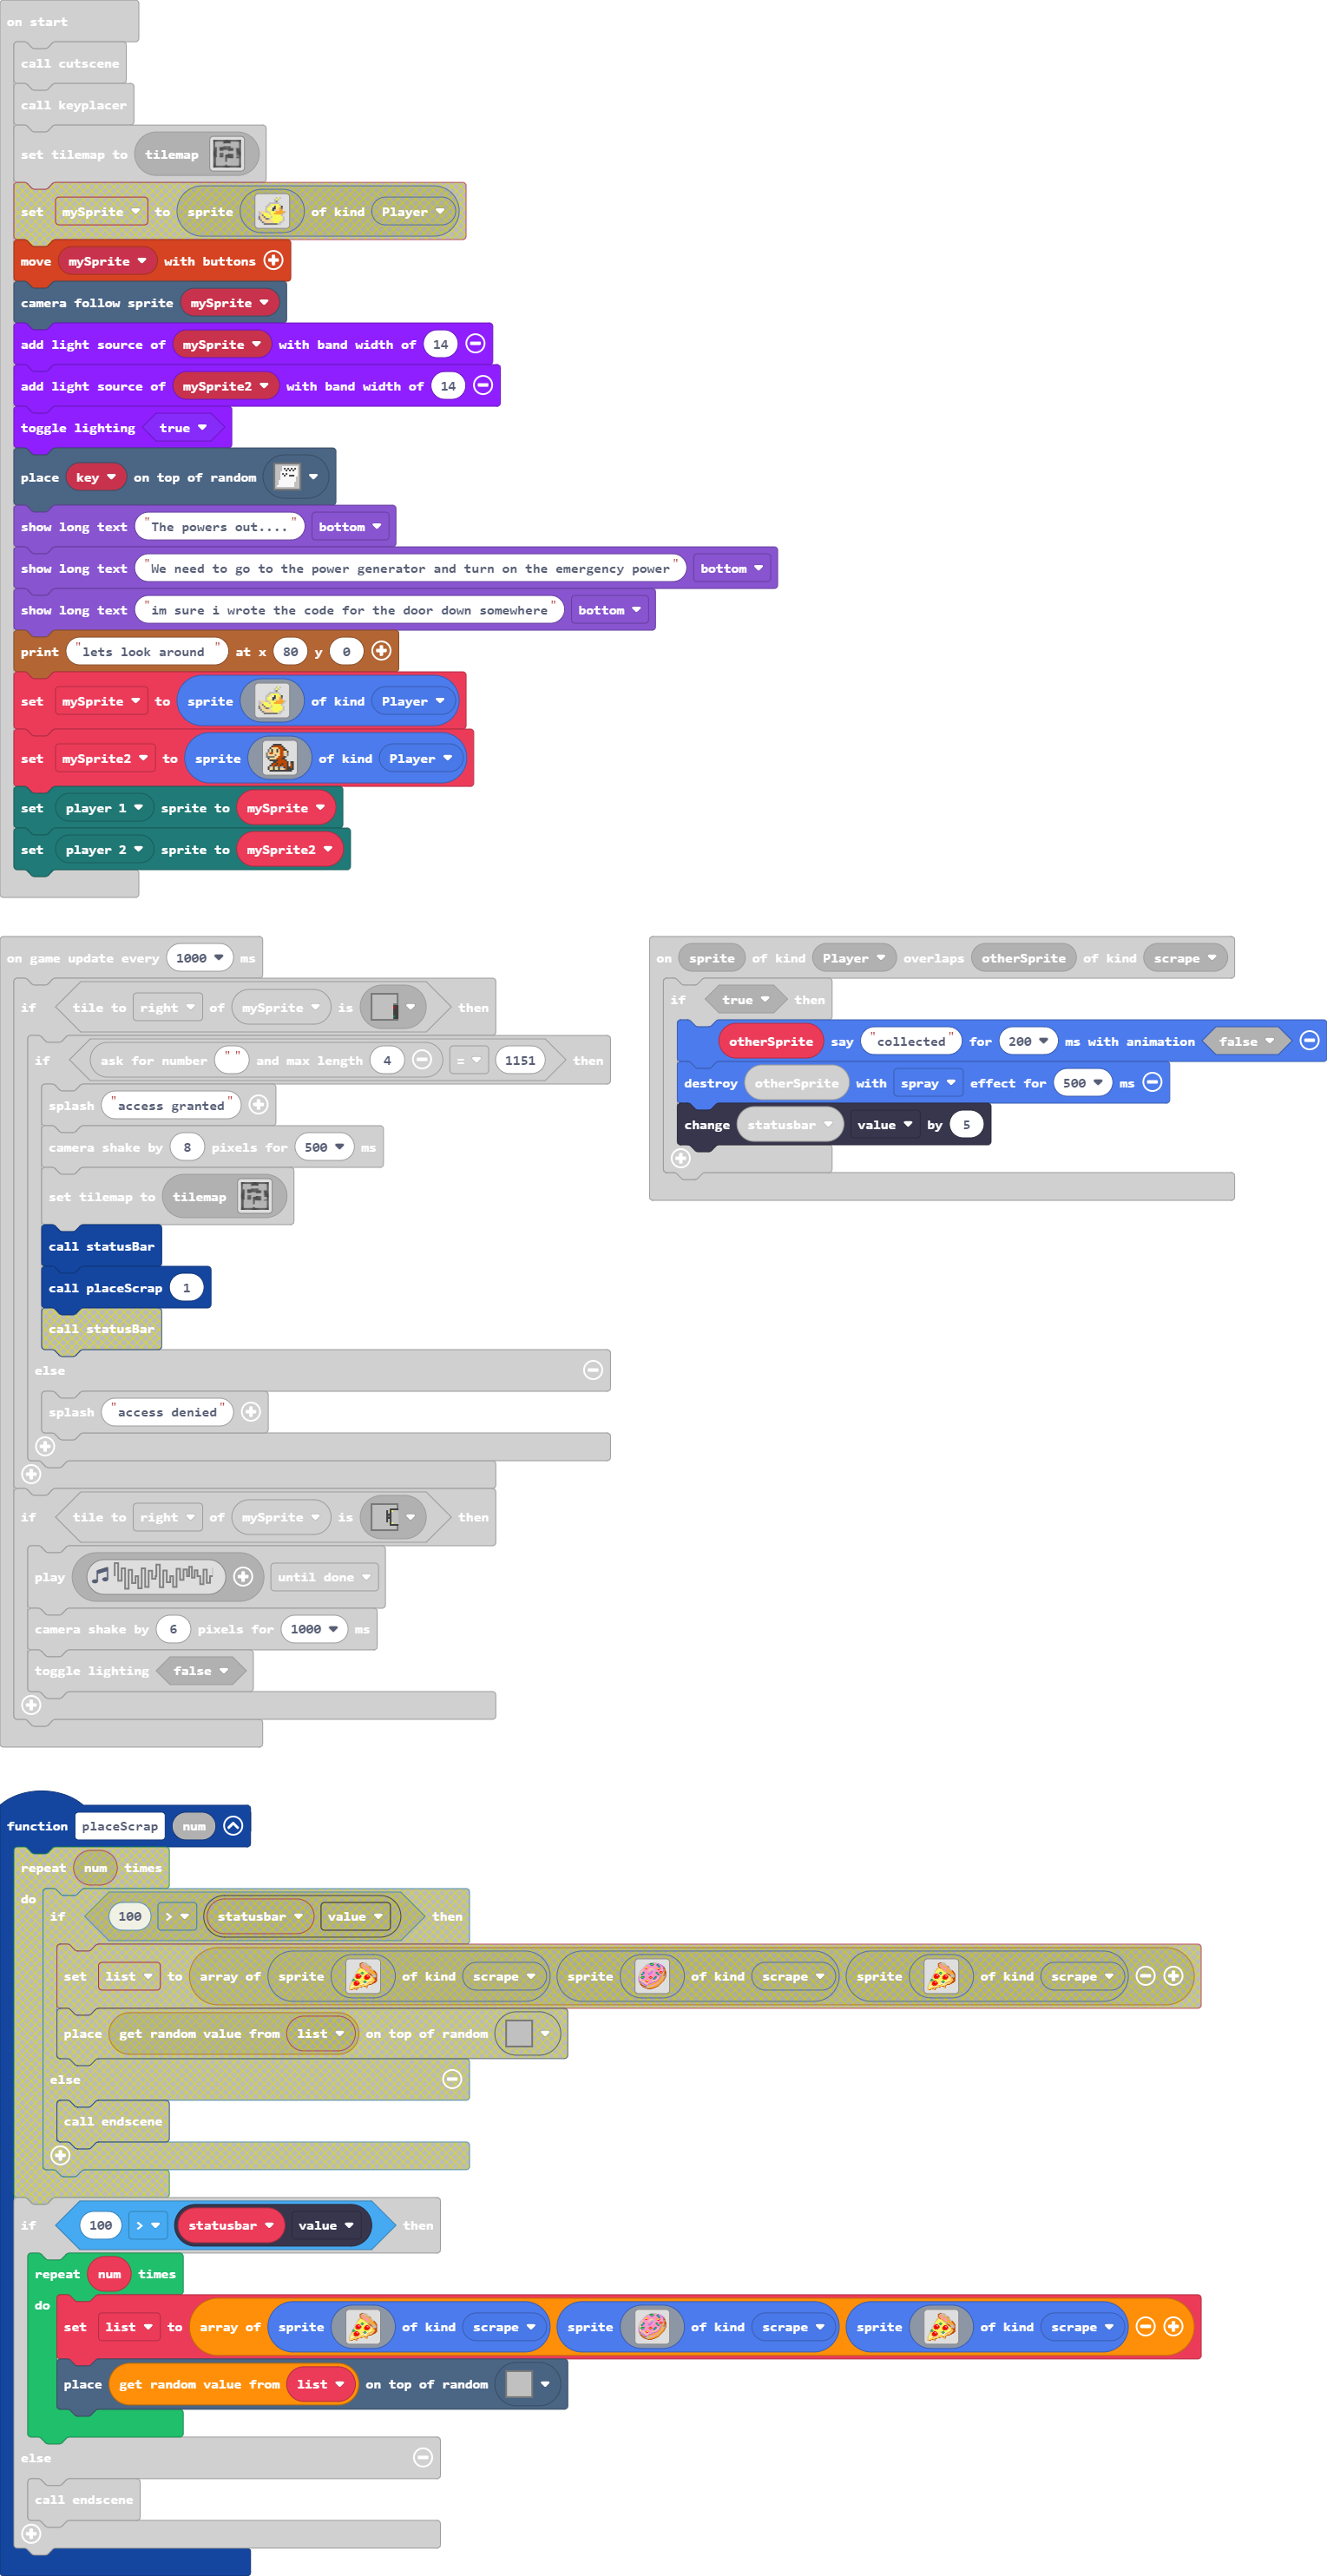 on start
call cutscene
call keyplacer
set tilemap to tilemap
set mySprite to sprite of kind Player
move mySprite with buttons
camera follow sprite mySprite
add light source of mySprite with band width of 14
add light source of mySprite2 with band width of 14
toggle lighting true
place key on top of random
show long text "The powers out...." bottom
show long text "We need to go to the power generator and turn on the emergency power" bottom
show long text "im sure i wrote the code for the door down somewhere" bottom
print "lets look around " at x 80 y 0
set mySprite to sprite of kind Player
set mySprite2 to sprite of kind Player
set player 1 sprite to mySprite
set player 2 sprite to mySprite2
on game update every 1000 ms
if tile to right of mySprite is then
if ask for number " " and max length 4 = 1151 then
splash "access granted"
camera shake by 8 pixels for 500 ms
set tilemap to tilemap
call statusBar
call placeScrap 1
call statusBar
else
splash "access denied"
if tile to right of mySprite is then
play until done
camera shake by 6 pixels for 1000 ms
toggle lighting false
on sprite of kind Player overlaps otherSprite of kind scrape
if true then
otherSprite say "collected" for 200 ms with animation false
destroy otherSprite with spray effect for 500 ms
change statusbar value by 5
function placeScrap num
repeat num times
do
if 100 > statusbar value then
set list to array of sprite of kind scrape sprite of kind scrape sprite of kind scrape
place get random value from list on top of random
else
call endscene
if 100 > statusbar value then
repeat num times
do
set list to array of sprite of kind scrape sprite of kind scrape sprite of kind scrape
place get random value from list on top of random
else
call endscene